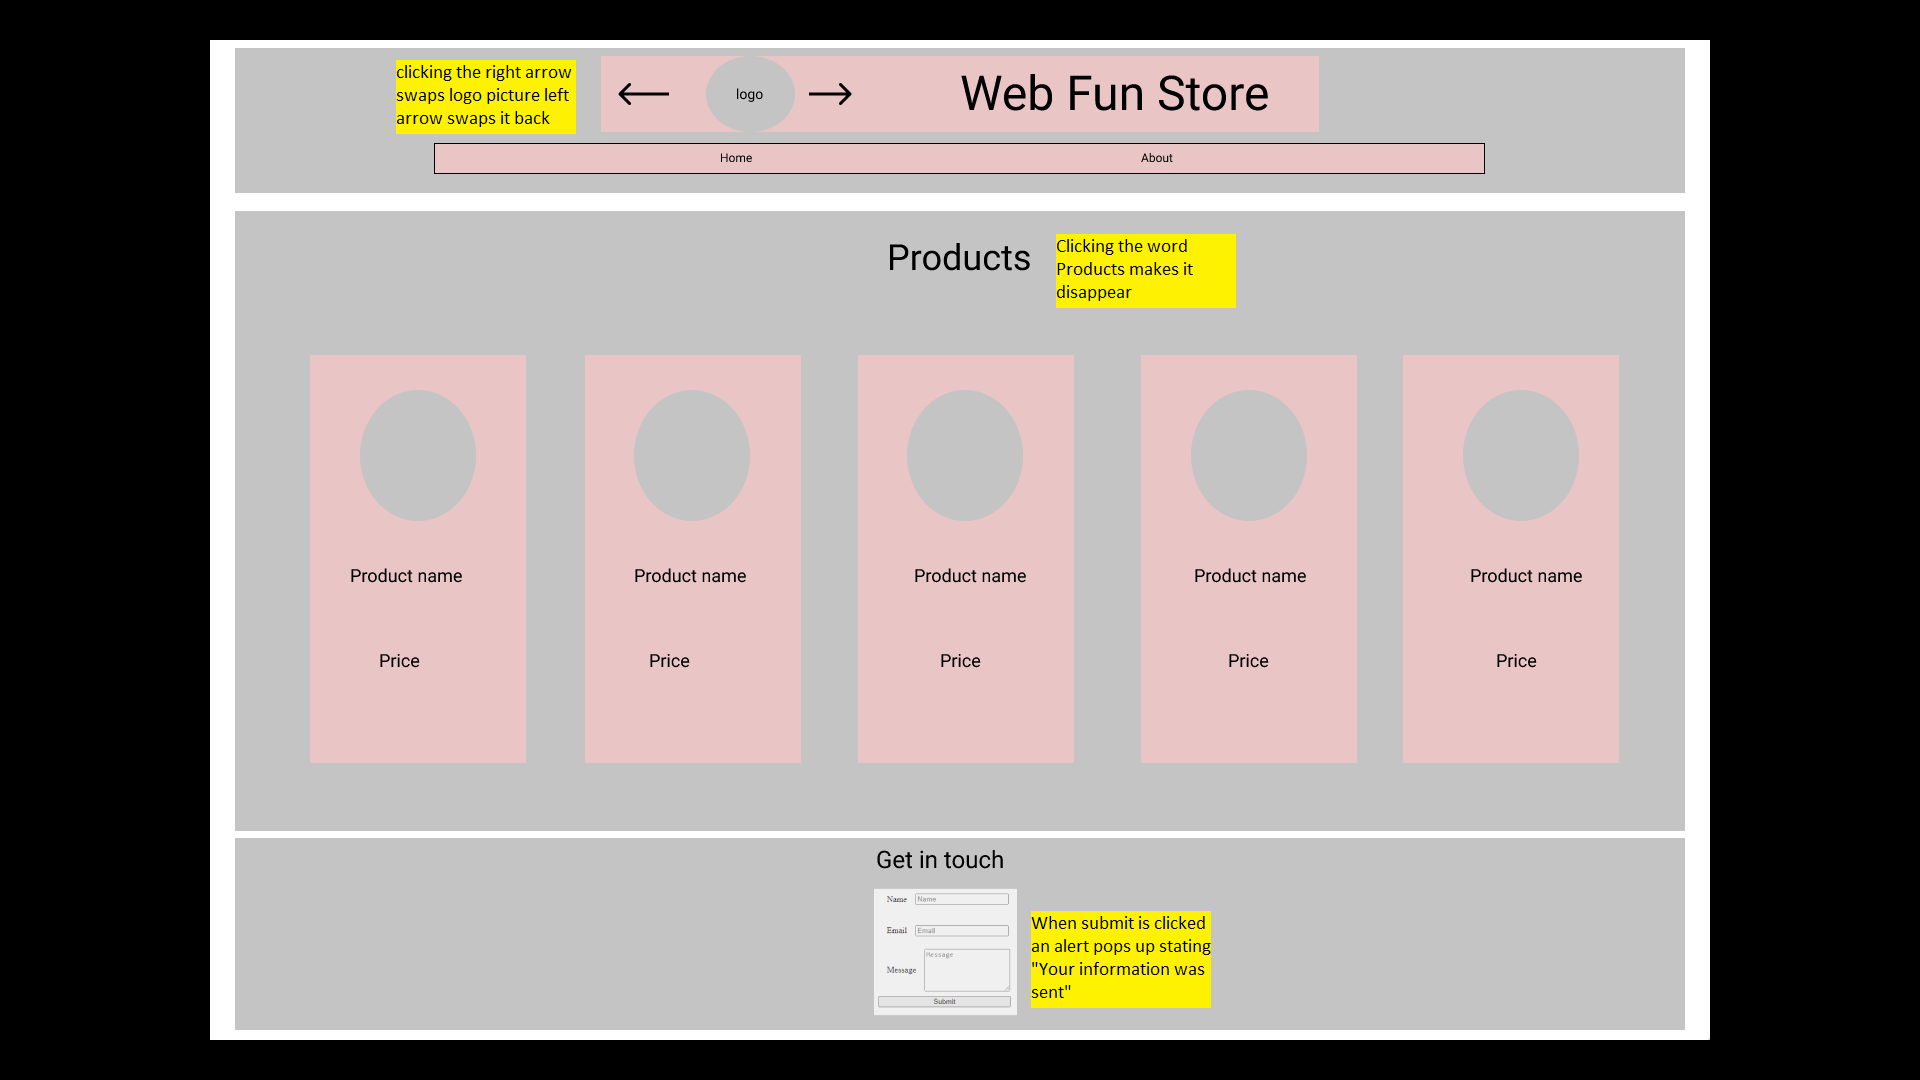 clicking the right arrow
swaps logo picture left
arrow swaps it back
logo
Web Fun Store
Home
About
Products
Clicking the word
Products makes it
disappear
Product name
Product name
Product name
Product name
Product name
Price
Price
Price
Price
Price
Get in touch
Name Name
Email Email
Message Message
Submit
When submit is clicked
an alert pops up stating
"Your information was
sent"